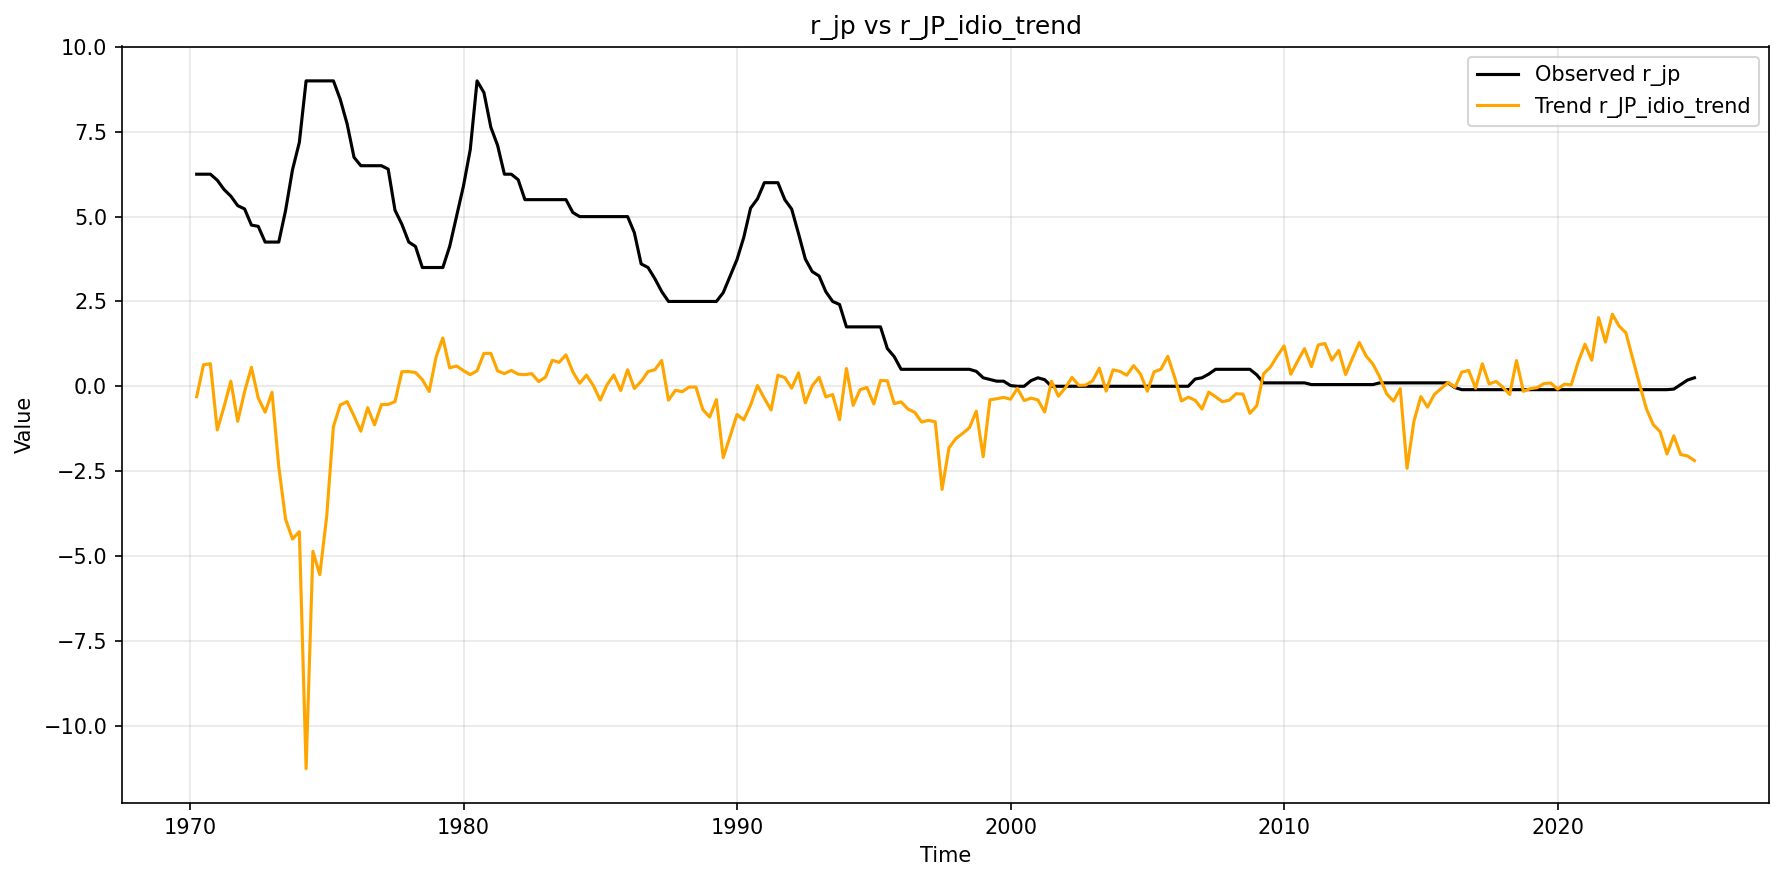 r_jp vs r_JP_idio_trend
Observed r_jp
Trend r_JP_idio_trend
Value
10.0
7.5
5.0
2.5
0.0
−2.5
−5.0
−7.5
−10.0
1970 1980 1990 2000 2010 2020
Time